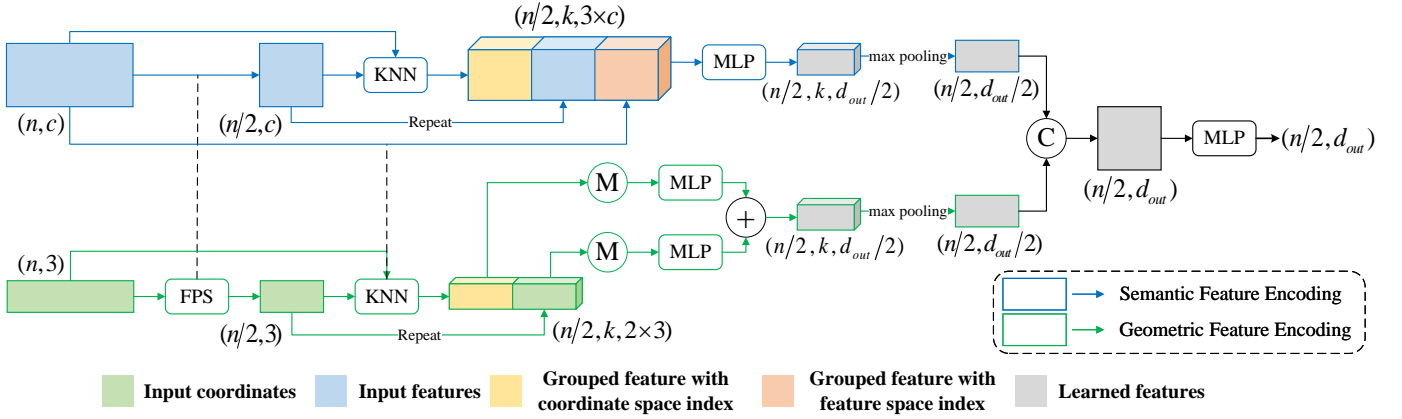 (n/2, k, 3×c)
KNN
MLP
max pooling
(n, c)
(n/2, c)
Repeat
(n/2, k, d_out/2)
(n/2, d_out/2)
C
MLP
(n/2, d_out)
(n/2, d_out)
M
MLP
+
max pooling
(n/2, k, d_out/2)
(n/2, d_out/2)
M
MLP
(n, 3)
FPS
KNN
(n/2, 3)
Repeat
(n/2, k, 2×3)
Semantic Feature Encoding
Geometric Feature Encoding
Input coordinates
Input features
Grouped feature with
coordinate space index
Grouped feature with
feature space index
Learned features